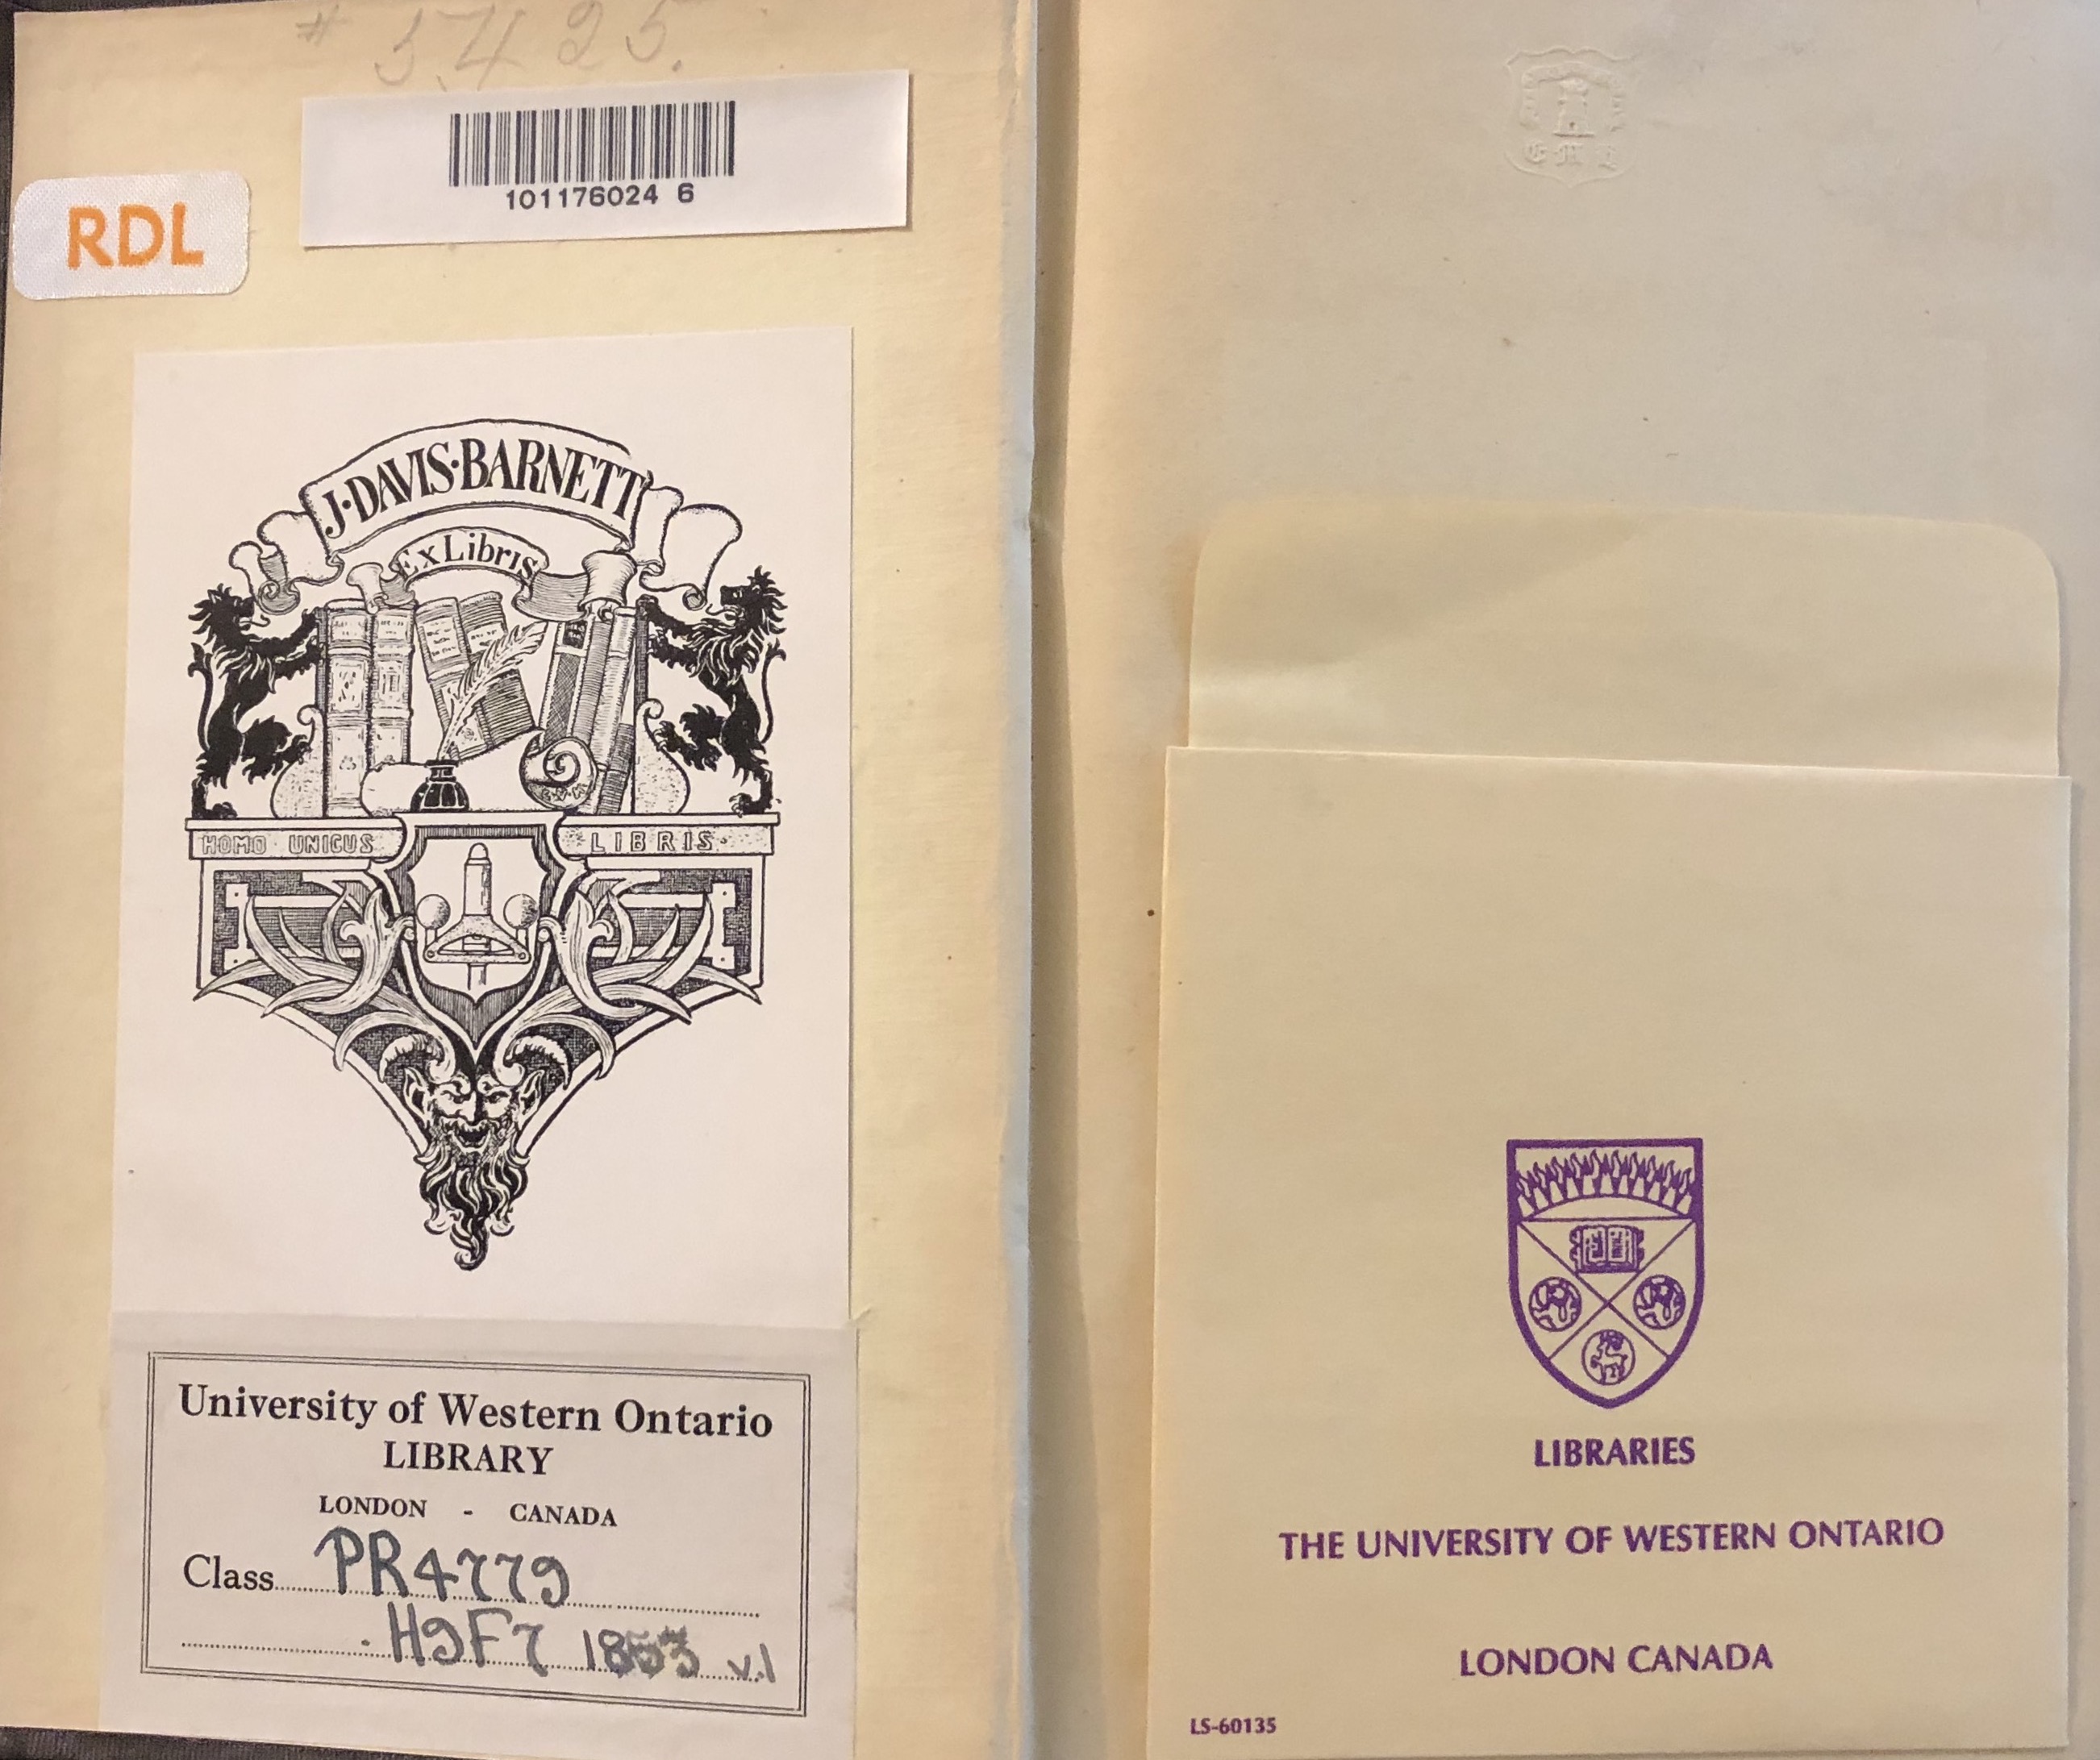 # 5425.
101176024 6
RDL
J·DAVIS·BARNETT
Ex Libris
HOMO UNICUS LIBRIS·
University of Western Ontario
LIBRARY
LONDON - CANADA
Class PR4779
.H9F7 1853 v.1
LIBRARIES
THE UNIVERSITY OF WESTERN ONTARIO
LONDON CANADA
LS-60135